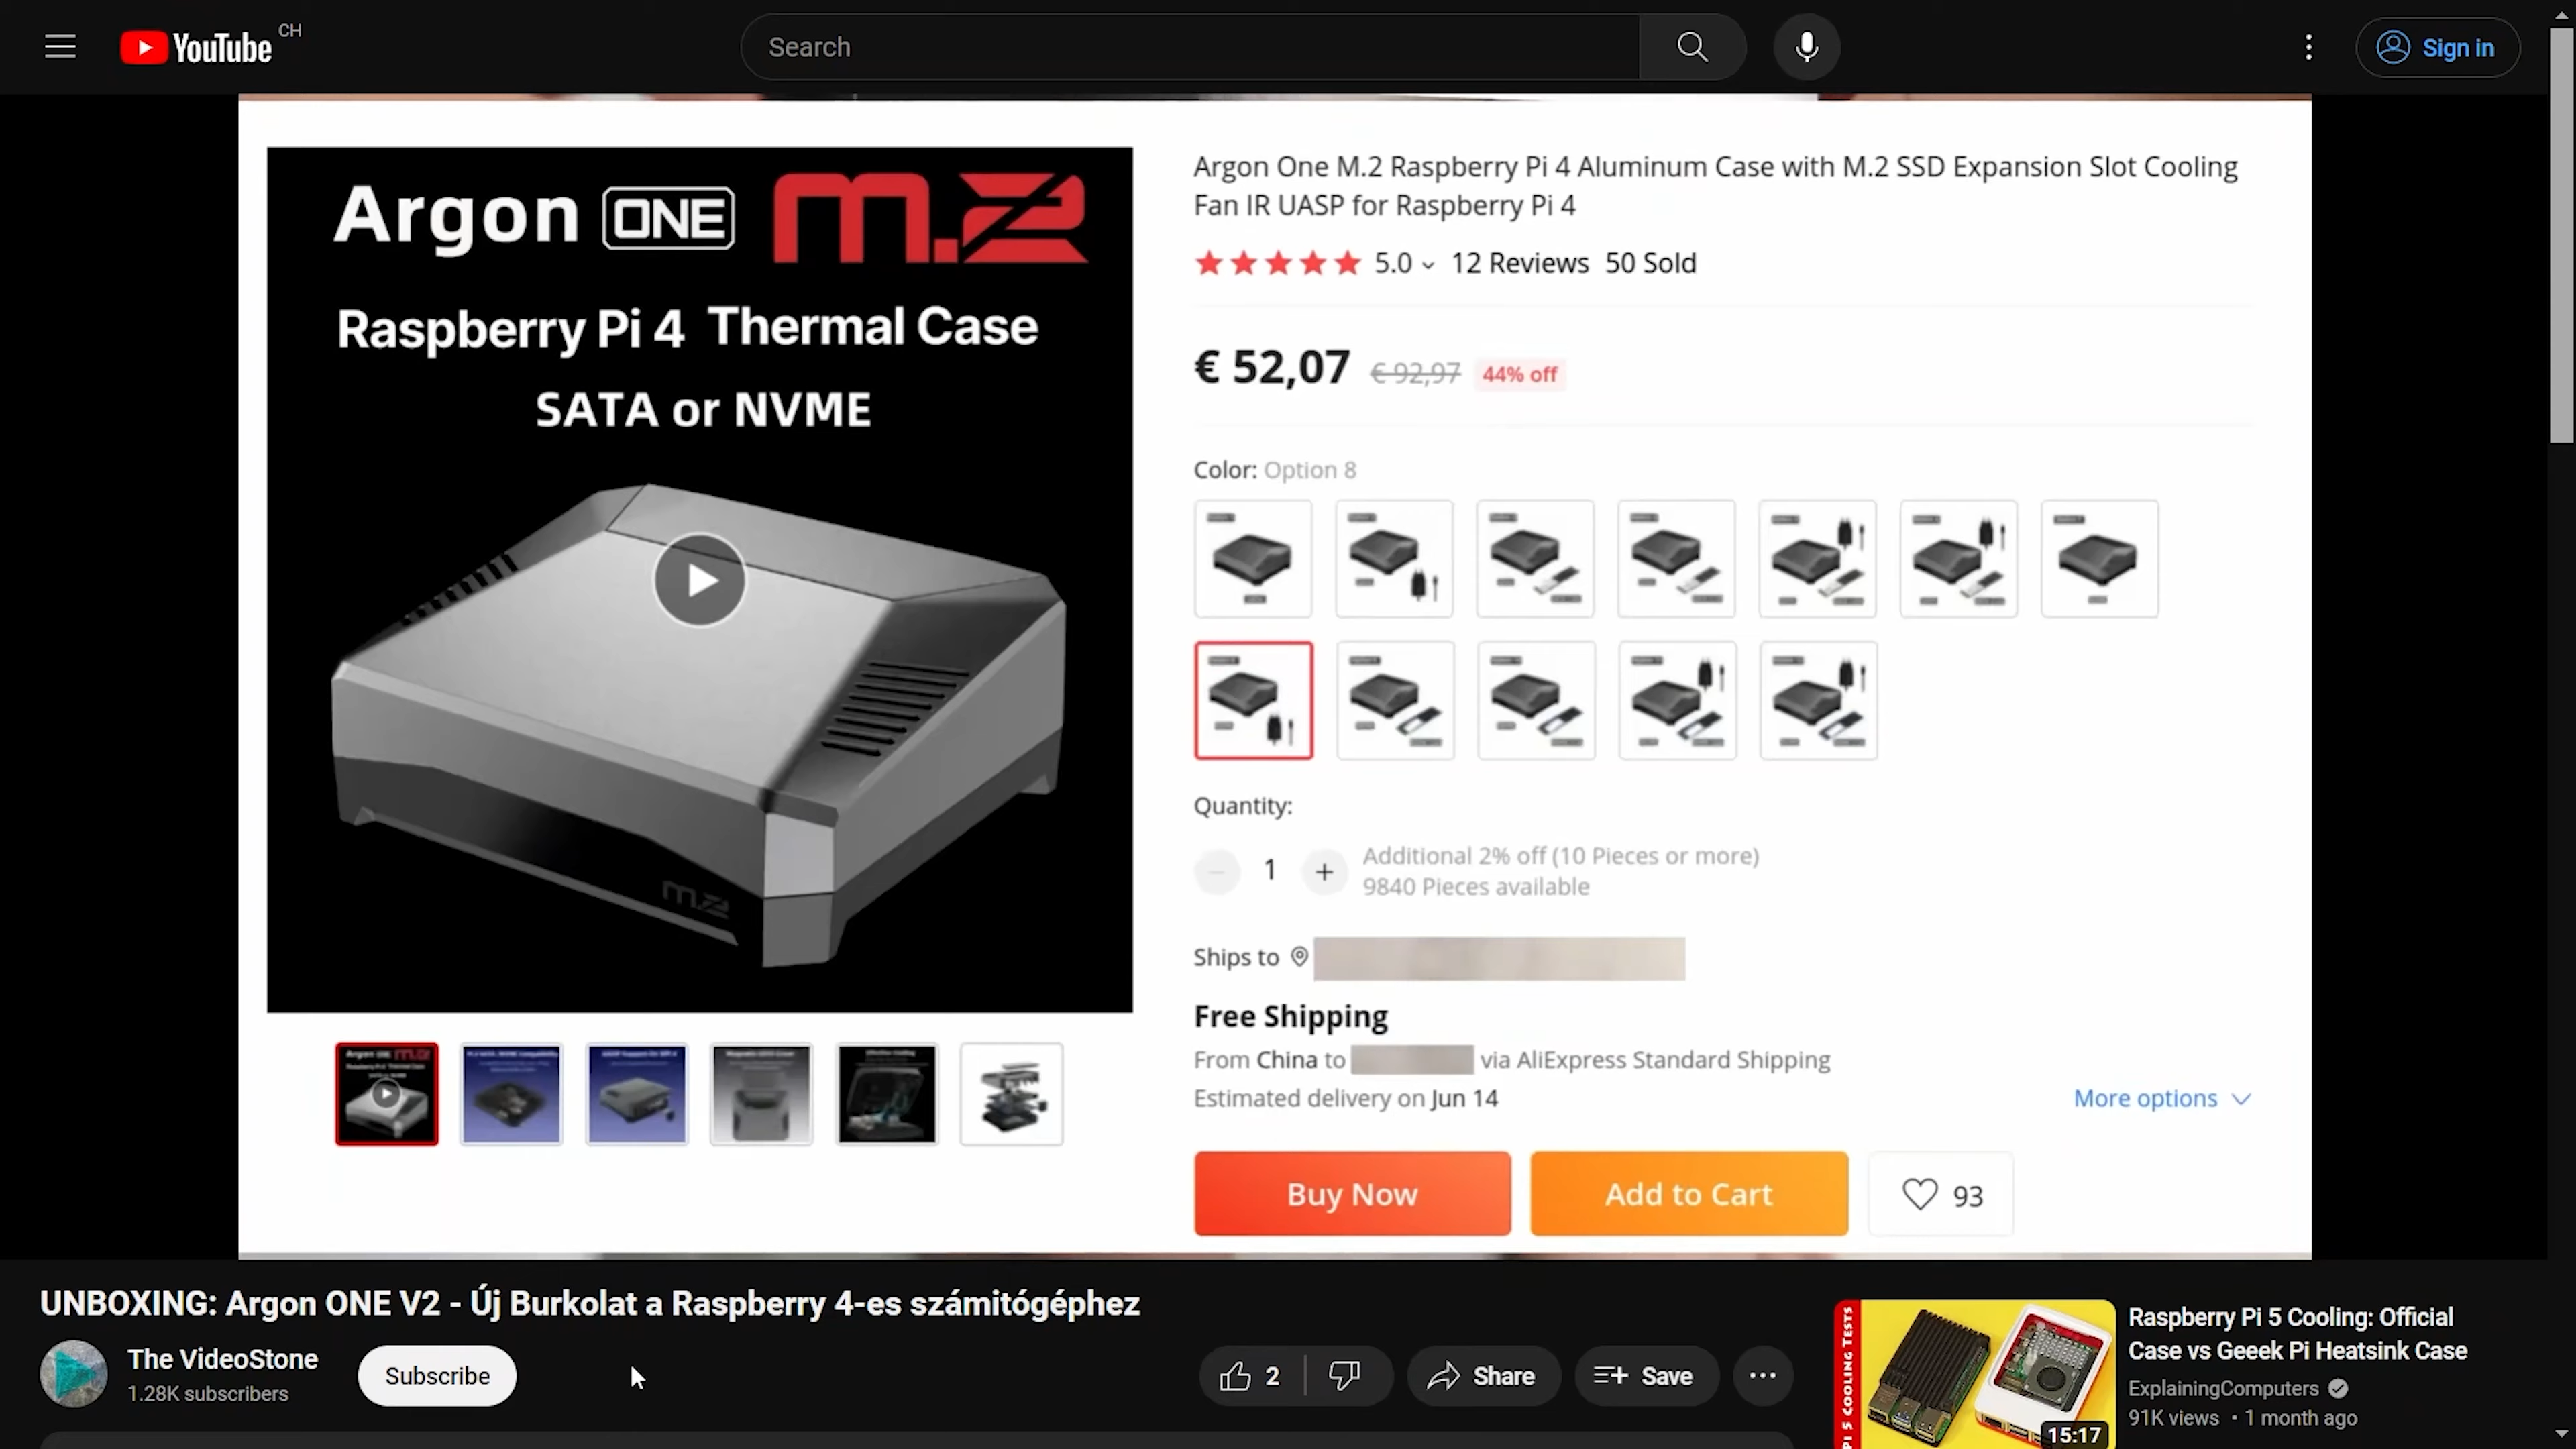 YouTube CH
Search
Sign in
Argon ONE M.2
Raspberry Pi 4 Thermal Case
SATA or NVME
M.2
Argon One M.2 Raspberry Pi 4 Aluminum Case with M.2 SSD Expansion Slot Cooling
Fan IR UASP for Raspberry Pi 4
5.0 12 Reviews 50 Sold
€ 52,07 € 92,97 44% off
Color: Option 8
Quantity:
1
Additional 2% off (10 Pieces or more)
9840 Pieces available
Ships to
Free Shipping
From China to via AliExpress Standard Shipping
Estimated delivery on Jun 14
More options
Buy Now
Add to Cart
93
UNBOXING: Argon ONE V2 - Új Burkolat a Raspberry 4-es számitógéphez
The VideoStone
1.28K subscribers
Subscribe
2
Share
Save
PI 5 COOLING TESTS
15:17
Raspberry Pi 5 Cooling: Official
Case vs Geeek Pi Heatsink Case
ExplainingComputers
91K views • 1 month ago